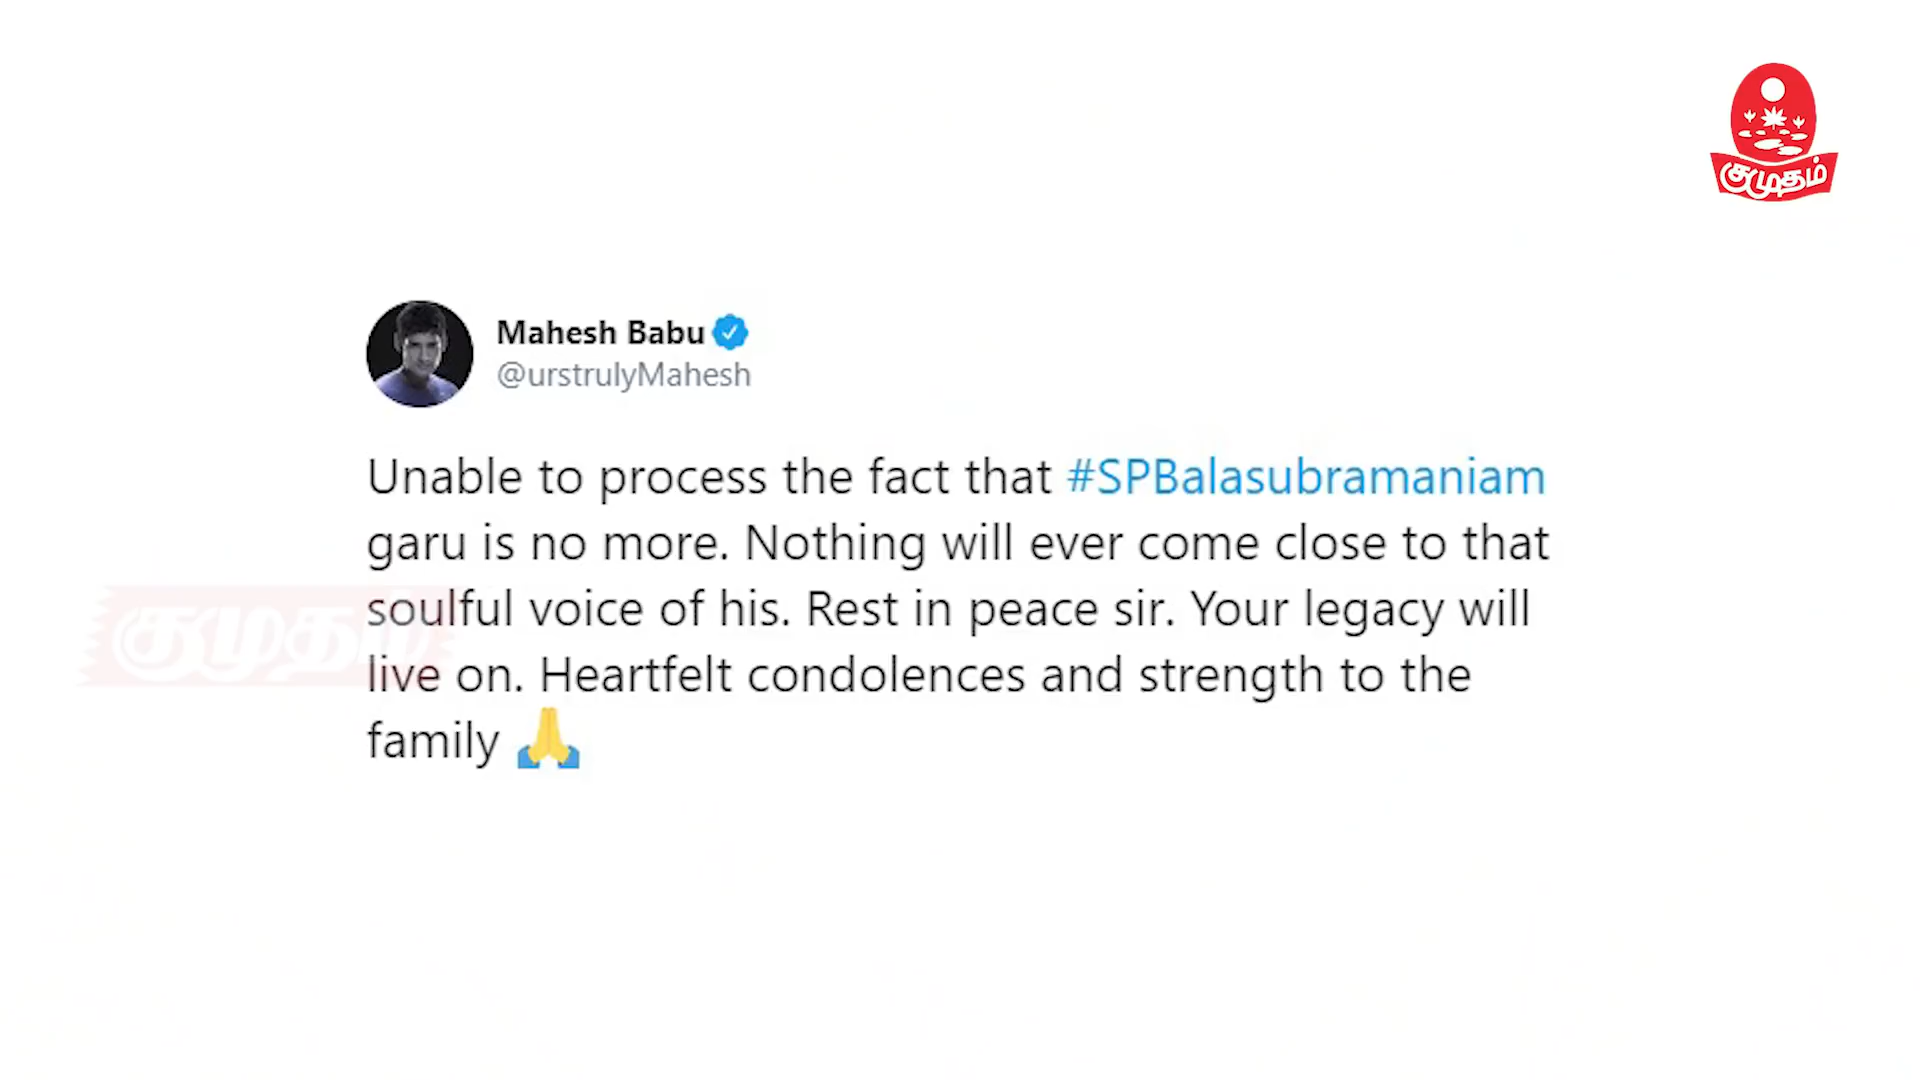 குமுதம்
Mahesh Babu
@urstrulyMahesh
Unable to process the fact that #SPBalasubramaniam
garu is no more. Nothing will ever come close to that
soulful voice of his. Rest in peace sir. Your legacy will
live on. Heartfelt condolences and strength to the
family 🙏
குமுதம்